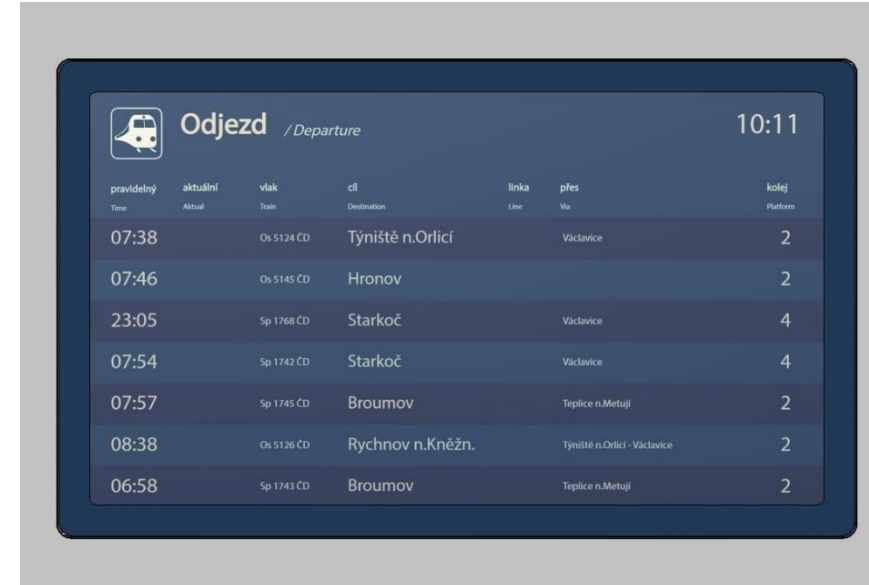 Odjezd / Departure 10:11
pravidelný aktuální vlak cíl linka přes kolej
Time Aktual Train Destination Line Via Platform
07:38 Os 5124 ČD Týniště n.Orlicí Václavice 2
07:46 Os 5145 ČD Hronov 2
23:05 Sp 1768 ČD Starkoč Václavice 4
07:54 Sp 1742 ČD Starkoč Václavice 4
07:57 Sp 1745 ČD Broumov Teplice n.Metují 2
08:38 Os 5126 ČD Rychnov n.Kněžn. Týniště n.Orlicí - Václavice 2
06:58 Sp 1743 ČD Broumov Teplice n.Metují 2